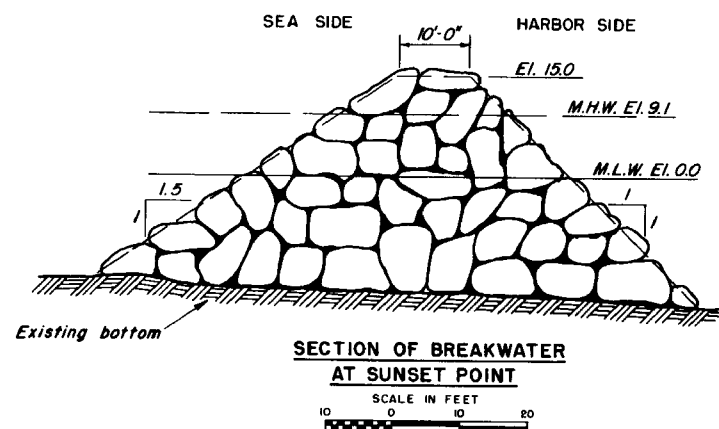 SEA SIDE
10'-0"
HARBOR SIDE
El. 15.0
M.H.W. El. 9.1
M.L.W. El. 0.0
1.5
1
1
1
Existing bottom
SECTION OF BREAKWATER
AT SUNSET POINT
SCALE IN FEET
10 0 10 20